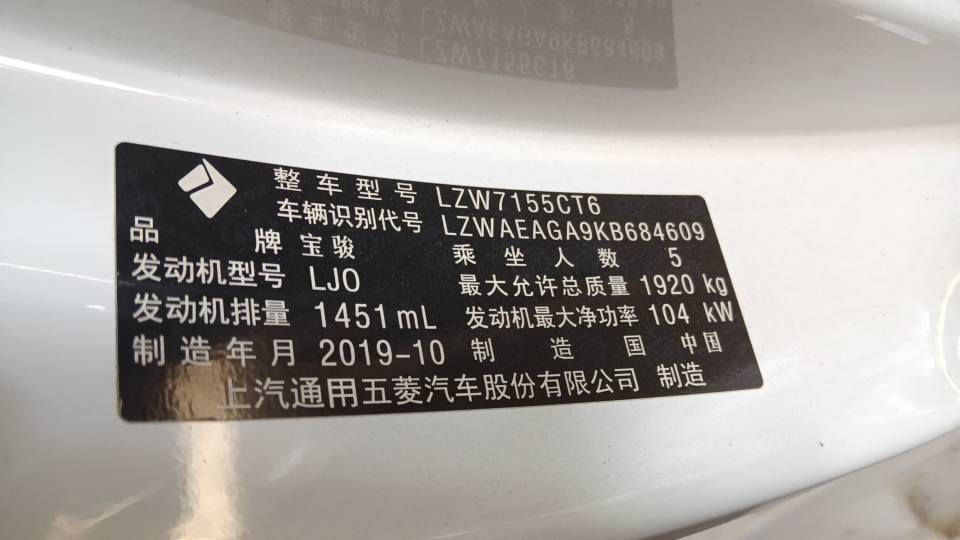 整车型号 LZW7155CT6
车辆识别代号 LZWAEAGA9KB684609
品牌 宝骏 乘坐人数 5
发动机型号 LJO 最大允许总质量 1920 kg
发动机排量 1451mL 发动机最大净功率 104 kW
制造年月 2019-10 制造国 中国
上汽通用五菱汽车股份有限公司 制造